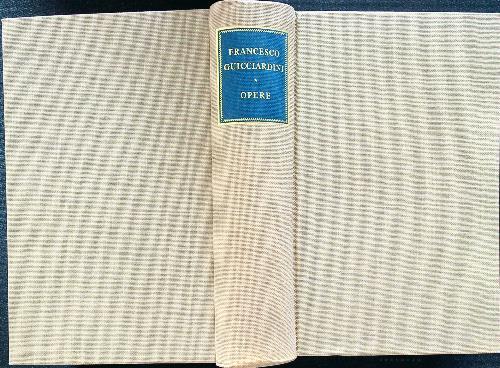 FRANCESCO
GUICCIARDINI
*
OPERE